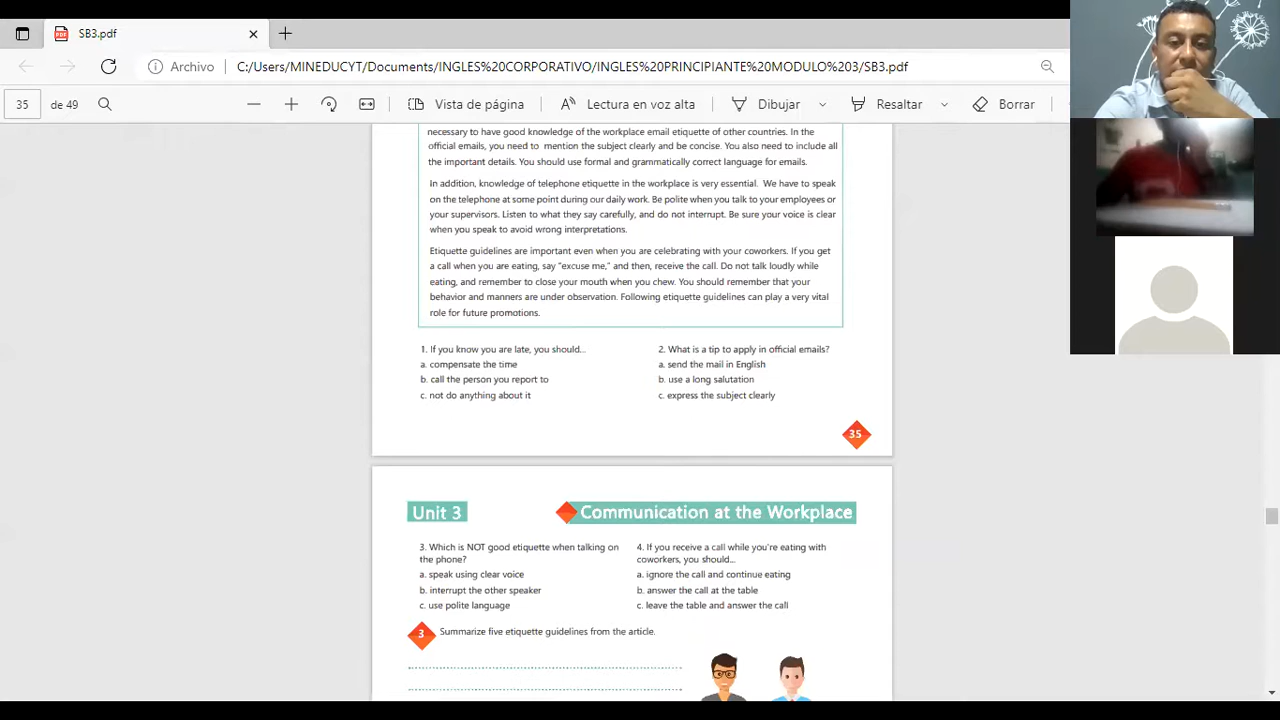 SB3.pdf
Archivo
C:/Users/MINEDUCYT/Documents/INGLES%20CORPORATIVO/INGLES%20PRINCIPIANTE%20MODULO%203/SB3.pdf
35 de 49
Vista de página
Lectura en voz alta
Dibujar
Resaltar
Borrar
necessary to have good knowledge of the workplace email etiquette of other countries. In the
official emails, you need to mention the subject clearly and be concise. You also need to include all
the important details. You should use formal and grammatically correct language for emails.
In addition, knowledge of telephone etiquette in the workplace is very essential. We have to speak
on the telephone at some point during our daily work. Be polite when you talk to your employees or
your supervisors. Listen to what they say carefully, and do not interrupt. Be sure your voice is clear
when you speak to avoid wrong interpretations.
Etiquette guidelines are important even when you are celebrating with your coworkers. If you get
a call when you are eating, say "excuse me," and then, receive the call. Do not talk loudly while
eating, and remember to close your mouth when you chew. You should remember that your
behavior and manners are under observation. Following etiquette guidelines can play a very vital
role for future promotions.
1. If you know you are late, you should...
a. compensate the time
b. call the person you report to
c. not do anything about it
2. What is a tip to apply in official emails?
a. send the mail in English
b. use a long salutation
c. express the subject clearly
35
Unit 3
Communication at the Workplace
3. Which is NOT good etiquette when talking on
the phone?
a. speak using clear voice
b. interrupt the other speaker
c. use polite language
4. If you receive a call while you're eating with
coworkers, you should...
a. ignore the call and continue eating
b. answer the call at the table
c. leave the table and answer the call
3 Summarize five etiquette guidelines from the article.